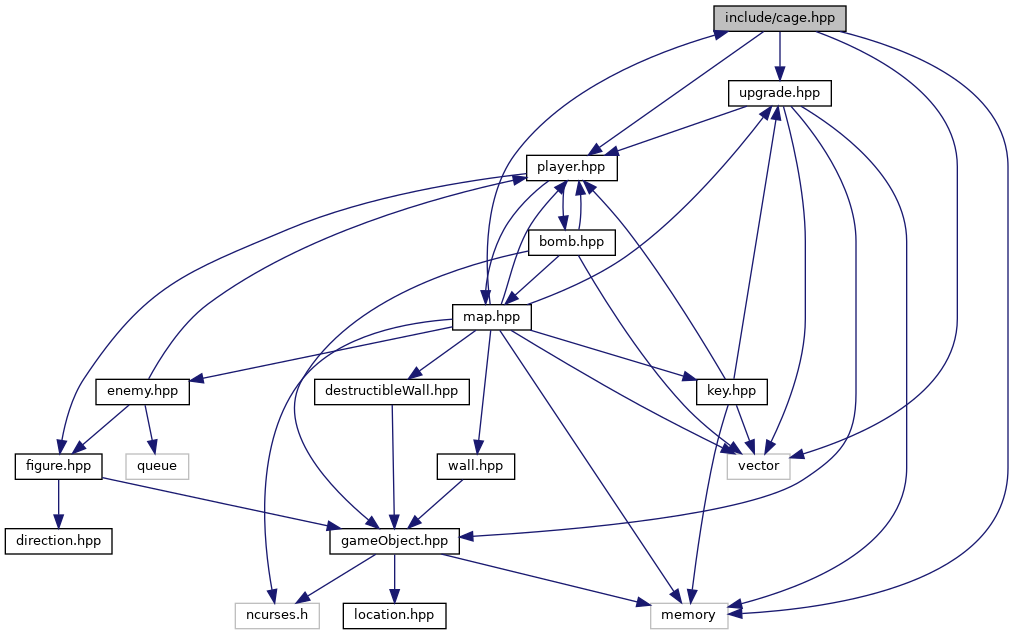 include/cage.hpp
upgrade.hpp
player.hpp
bomb.hpp
map.hpp
enemy.hpp
destructibleWall.hpp
key.hpp
figure.hpp
queue
wall.hpp
vector
direction.hpp
gameObject.hpp
ncurses.h
location.hpp
memory